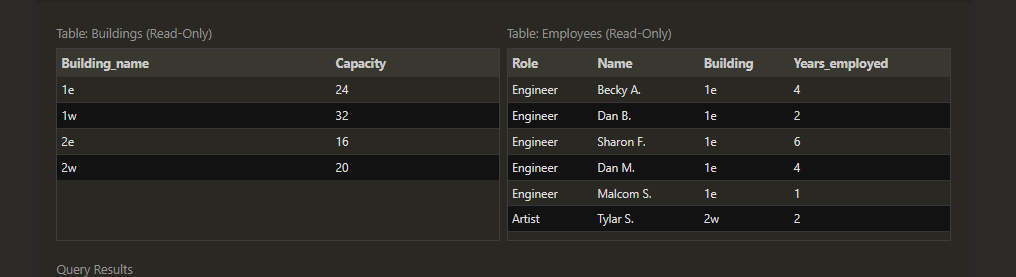 Table: Buildings (Read-Only)
Building_name Capacity
1e 24
1w 32
2e 16
2w 20
Table: Employees (Read-Only)
Role Name Building Years_employed
Engineer Becky A. 1e 4
Engineer Dan B. 1e 2
Engineer Sharon F. 1e 6
Engineer Dan M. 1e 4
Engineer Malcom S. 1e 1
Artist Tylar S. 2w 2
Query Results